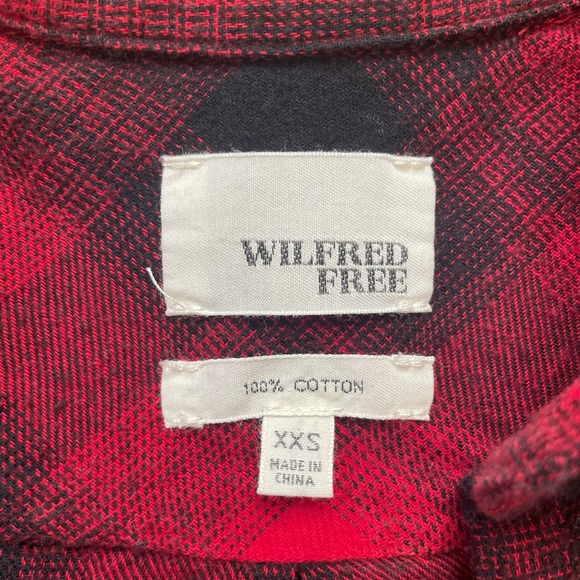 WILFRED
FREE
100% COTTON
XXS
MADE IN
CHINA